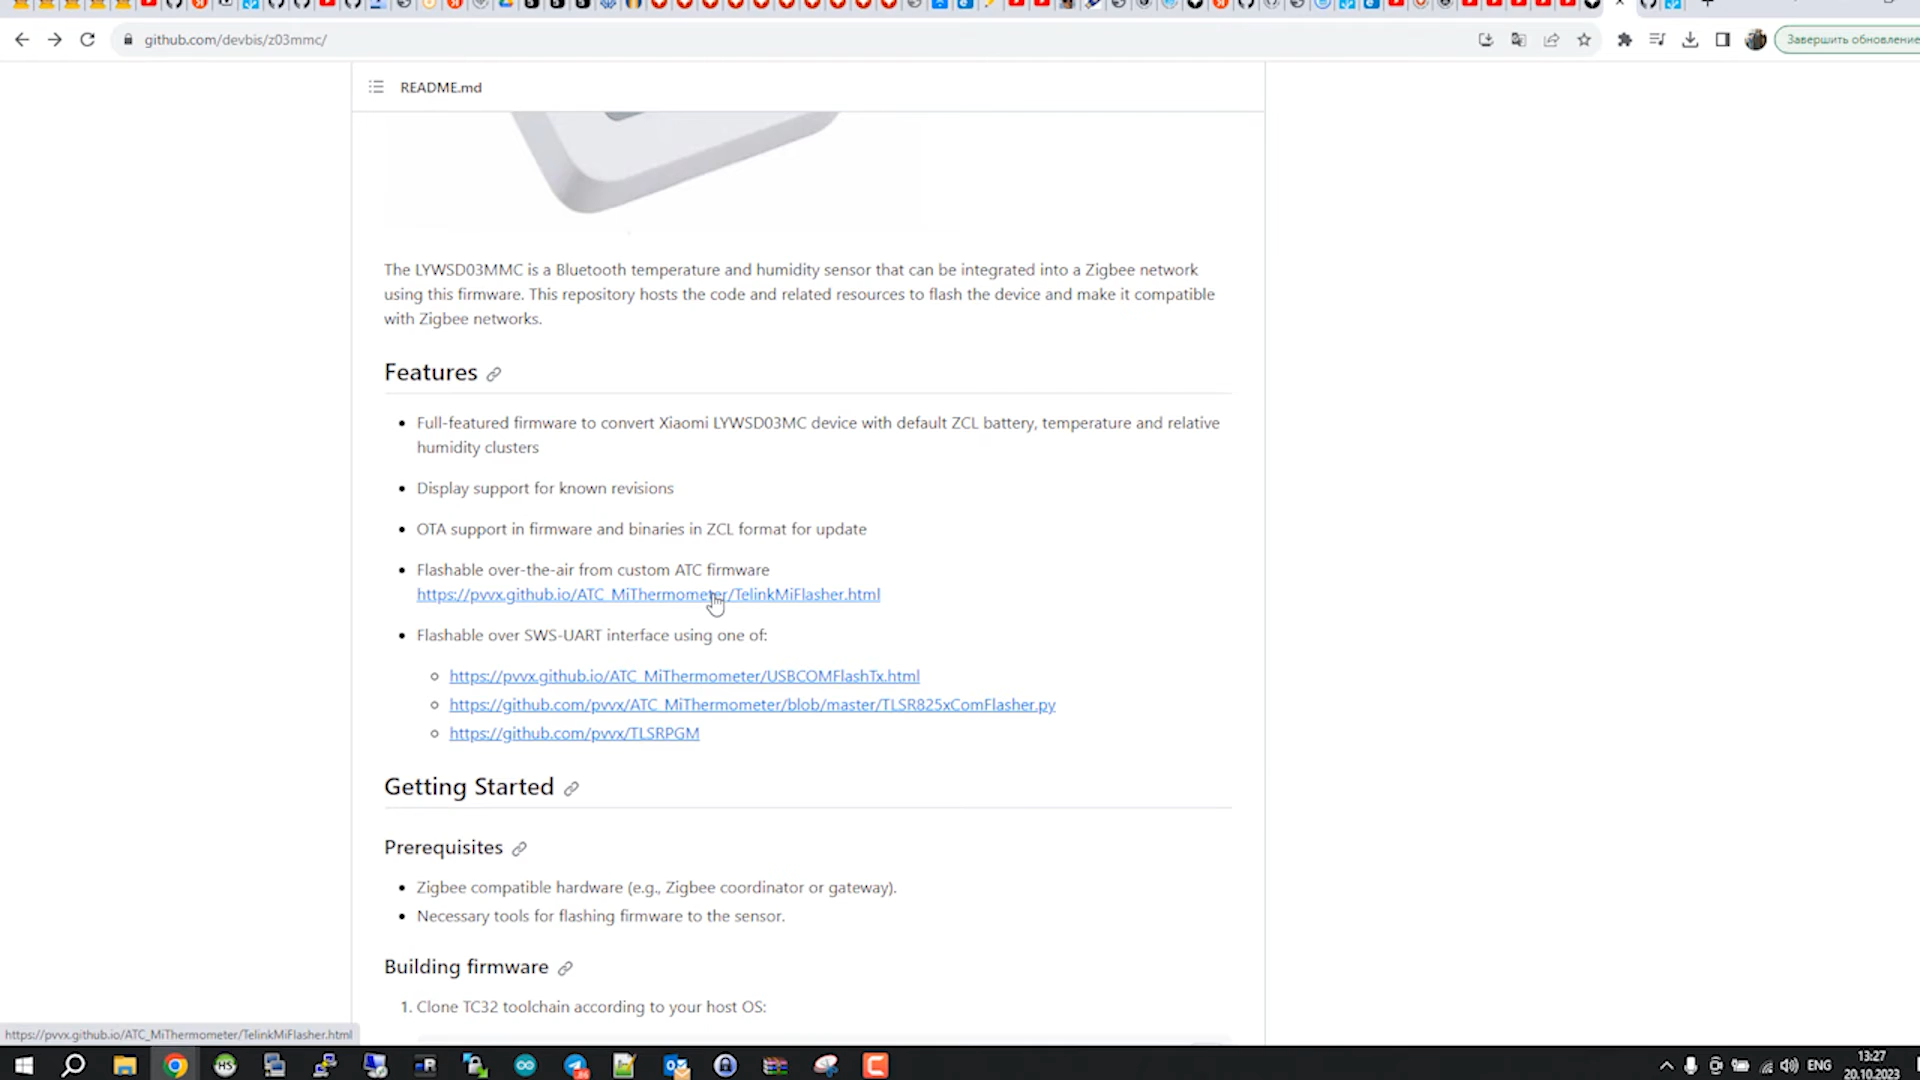 github.com/devbis/z03mmc/
Завершить обновление
README.md
The LYWSD03MMC is a Bluetooth temperature and humidity sensor that can be integrated into a Zigbee network
using this firmware. This repository hosts the code and related resources to flash the device and make it compatible
with Zigbee networks.
Features
Full-featured firmware to convert Xiaomi LYWSD03MC device with default ZCL battery, temperature and relative
humidity clusters
Display support for known revisions
OTA support in firmware and binaries in ZCL format for update
Flashable over-the-air from custom ATC firmware
https://pvvx.github.io/ATC_MiThermometer/TelinkMiFlasher.html
Flashable over SWS-UART interface using one of:
https://pvvx.github.io/ATC_MiThermometer/USBCOMFlashTx.html
https://github.com/pvvx/ATC_MiThermometer/blob/master/TLSR825xComFlasher.py
https://github.com/pvvx/TLSRPGM
Getting Started
Prerequisites
Zigbee compatible hardware (e.g., Zigbee coordinator or gateway).
Necessary tools for flashing firmware to the sensor.
Building firmware
1. Clone TC32 toolchain according to your host OS:
https://pvvx.github.io/ATC_MiThermometer/TelinkMiFlasher.html
HS
ENG
13:27
20.10.2023